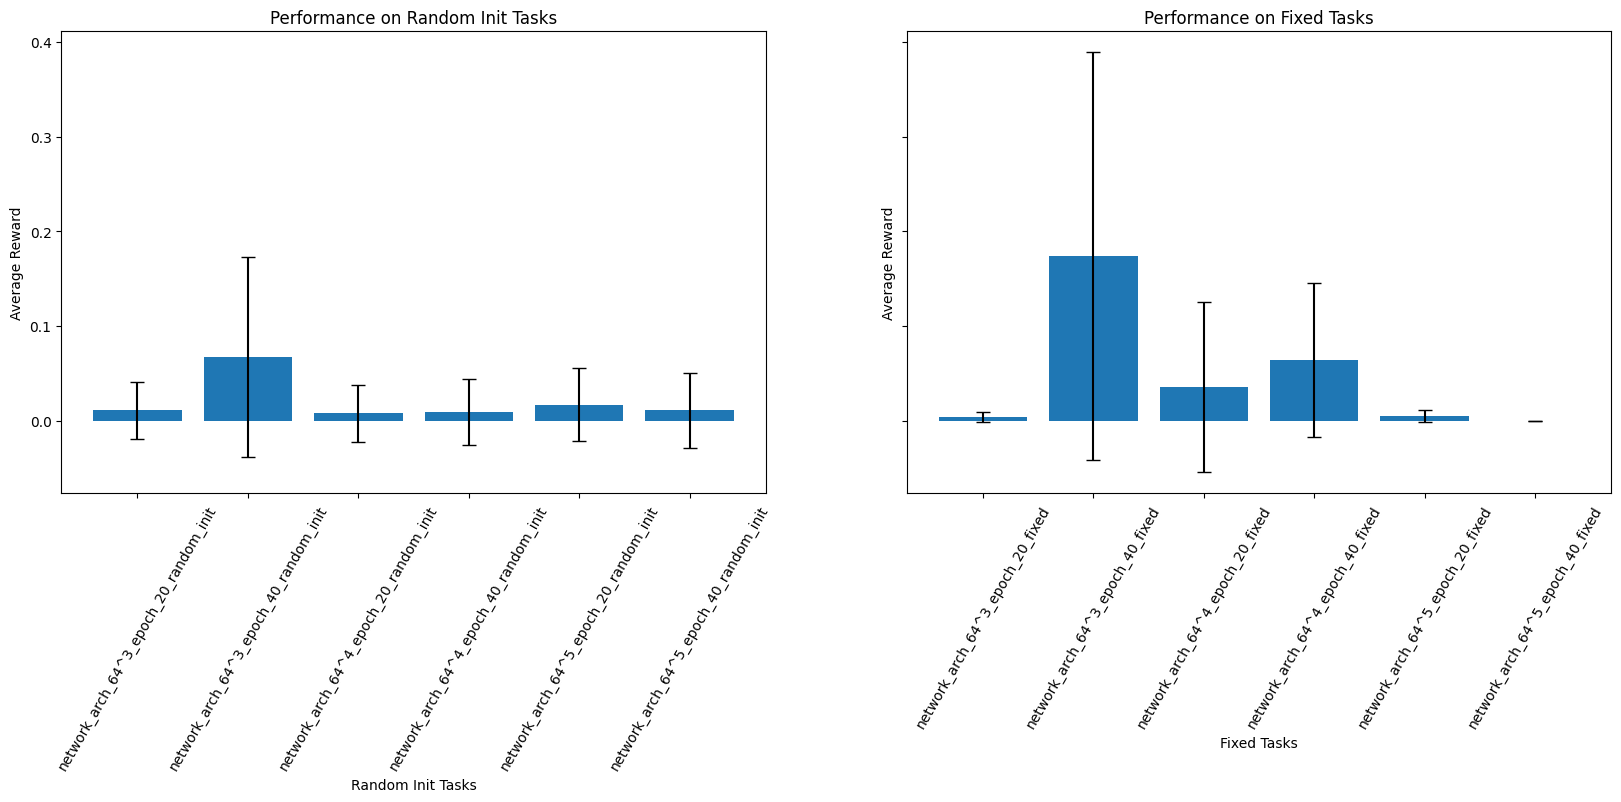 Performance on Random Init Tasks
Average Reward
0.4
0.3
0.2
0.1
0.0
network_arch_64^3_epoch_20_random_init
network_arch_64^3_epoch_40_random_init
network_arch_64^4_epoch_20_random_init
network_arch_64^4_epoch_40_random_init
network_arch_64^5_epoch_20_random_init
network_arch_64^5_epoch_40_random_init
Random Init Tasks
Performance on Fixed Tasks
Average Reward
network_arch_64^3_epoch_20_fixed
network_arch_64^3_epoch_40_fixed
network_arch_64^4_epoch_20_fixed
network_arch_64^4_epoch_40_fixed
network_arch_64^5_epoch_20_fixed
network_arch_64^5_epoch_40_fixed
Fixed Tasks